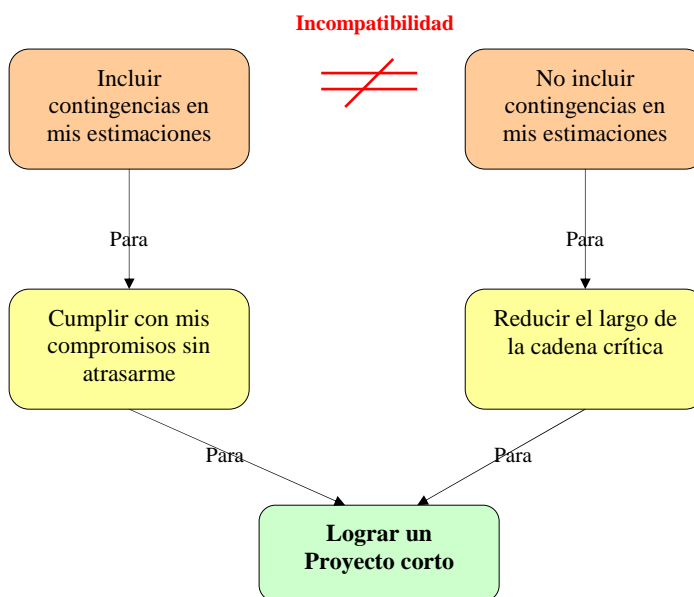 Incompatibilidad
Incluir
contingencias en
mis estimaciones
No incluir
contingencias en
mis estimaciones
Para
Para
Cumplir con mis
compromisos sin
atrasarme
Reducir el largo de
la cadena crítica
Para
Para
Lograr un
Proyecto corto